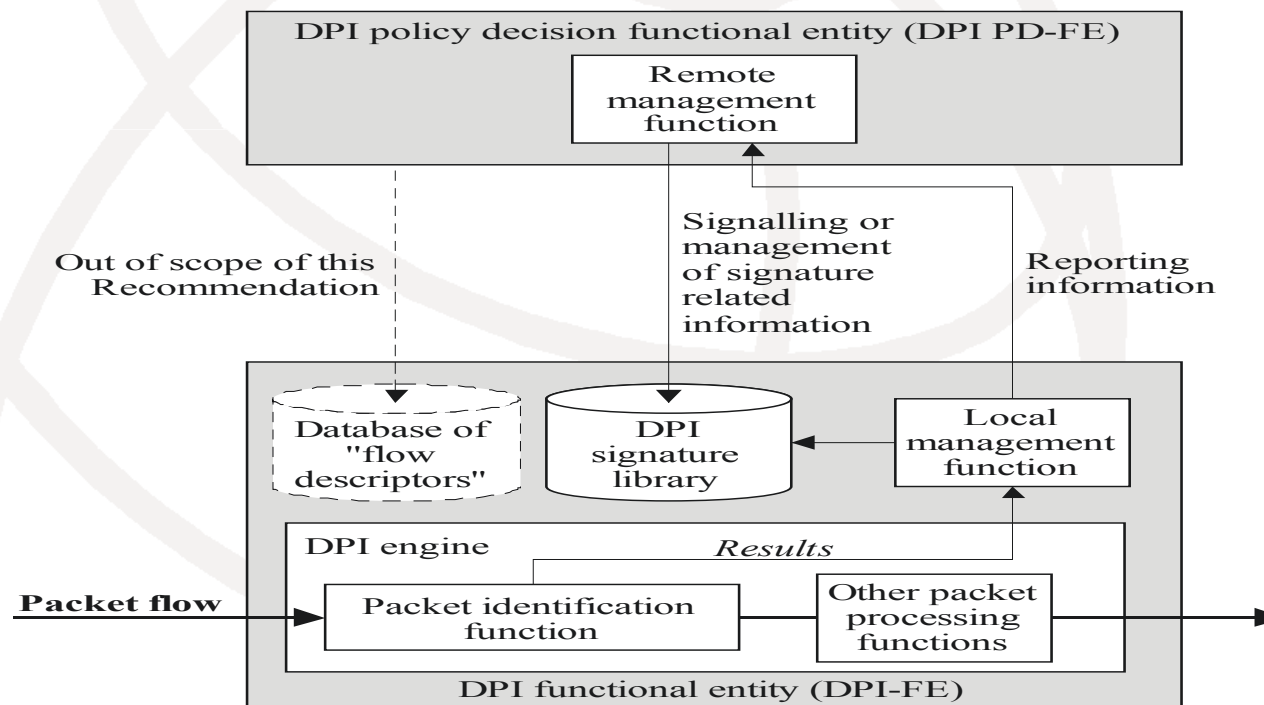 DPI policy decision functional entity (DPI PD-FE)
Remote
management
function
Out of scope of this
Recommendation
Signalling or
management
of signature
related
information
Reporting
information
Database of
"flow
descriptors"
DPI
signature
library
Local
management
function
DPI engine
Results
Packet flow
Packet identification
function
Other packet
processing
functions
DPI functional entity (DPI-FE)